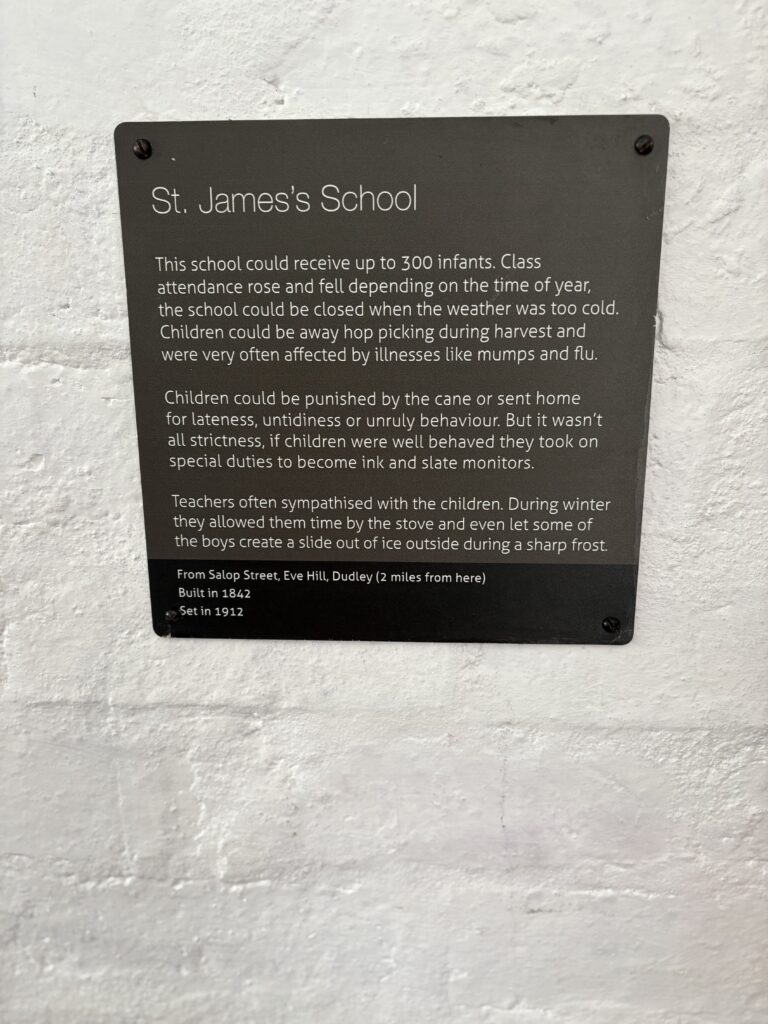 St. James's School
This school could receive up to 300 infants. Class
attendance rose and fell depending on the time of year,
the school could be closed when the weather was too cold.
Children could be away hop picking during harvest and
were very often affected by illnesses like mumps and flu.
Children could be punished by the cane or sent home
for lateness, untidiness or unruly behaviour. But it wasn't
all strictness, if children were well behaved they took on
special duties to become ink and slate monitors.
Teachers often sympathised with the children. During winter
they allowed them time by the stove and even let some of
the boys create a slide out of ice outside during a sharp frost.
From Salop Street, Eve Hill, Dudley (2 miles from here)
Built in 1842
Set in 1912